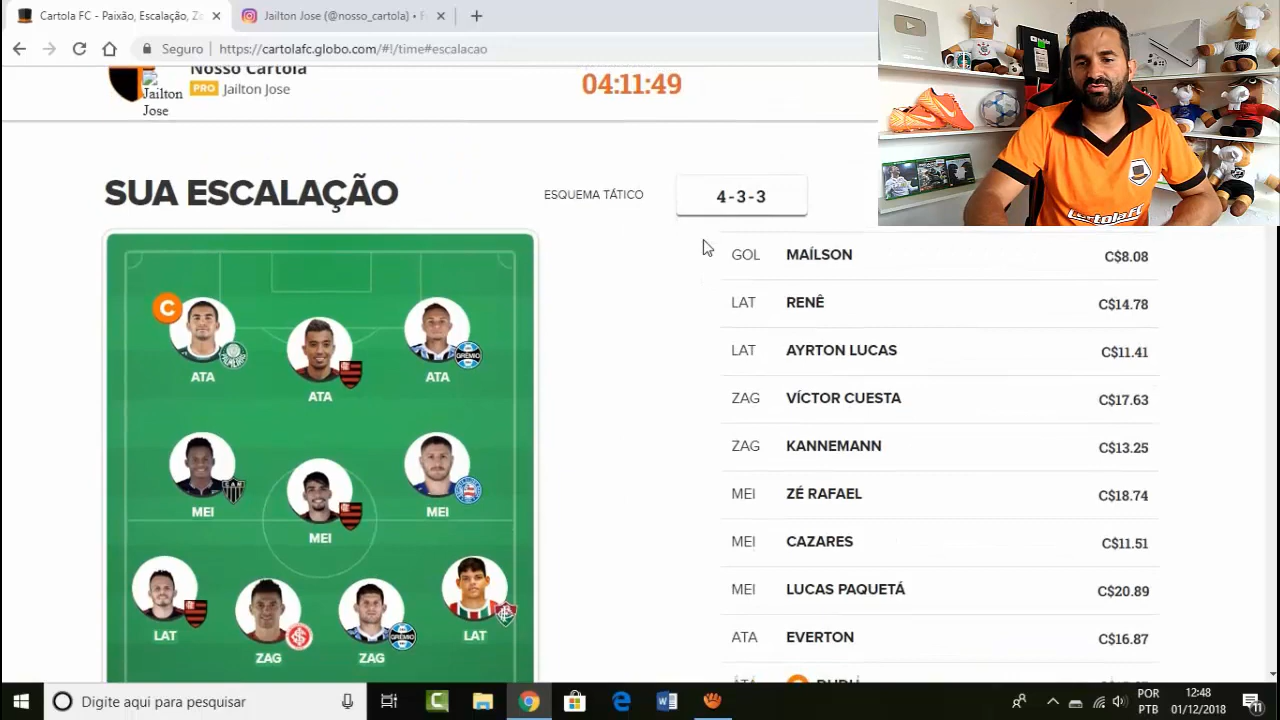 Cartola FC - Paixão, Escalação, Za
Jailton Jose (@nosso_cartola) • F
Seguro
https://cartolafc.globo.com/#!/time#escalacao
Nosso Cartola
PRO Jailton Jose
Jailton
Jose
04:11:49
SUA ESCALAÇÃO
ESQUEMA TÁTICO
4-3-3
C
ATA
ATA
ATA
MEI
MEI
MEI
LAT
ZAG
ZAG
LAT
GOL MAÍLSON C$8.08
LAT RENÊ C$14.78
LAT AYRTON LUCAS C$11.41
ZAG VÍCTOR CUESTA C$17.63
ZAG KANNEMANN C$13.25
MEI ZÉ RAFAEL C$18.74
MEI CAZARES C$11.51
MEI LUCAS PAQUETÁ C$20.89
ATA EVERTON C$16.87
Cartola FC
Digite aqui para pesquisar
POR
PTB
12:48
01/12/2018
11